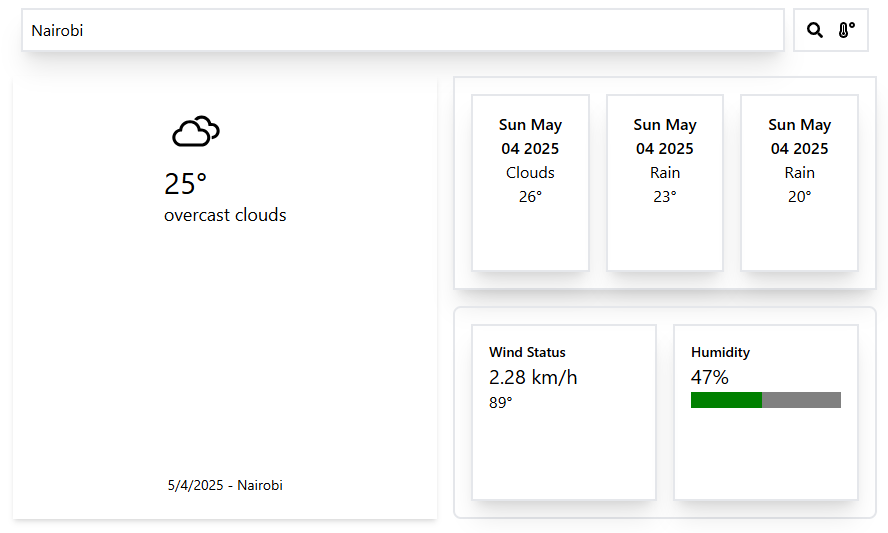 Nairobi
25°
overcast clouds
5/4/2025 - Nairobi
Sun May
04 2025
Clouds
26°
Sun May
04 2025
Rain
23°
Sun May
04 2025
Rain
20°
Wind Status
2.28 km/h
89°
Humidity
47%